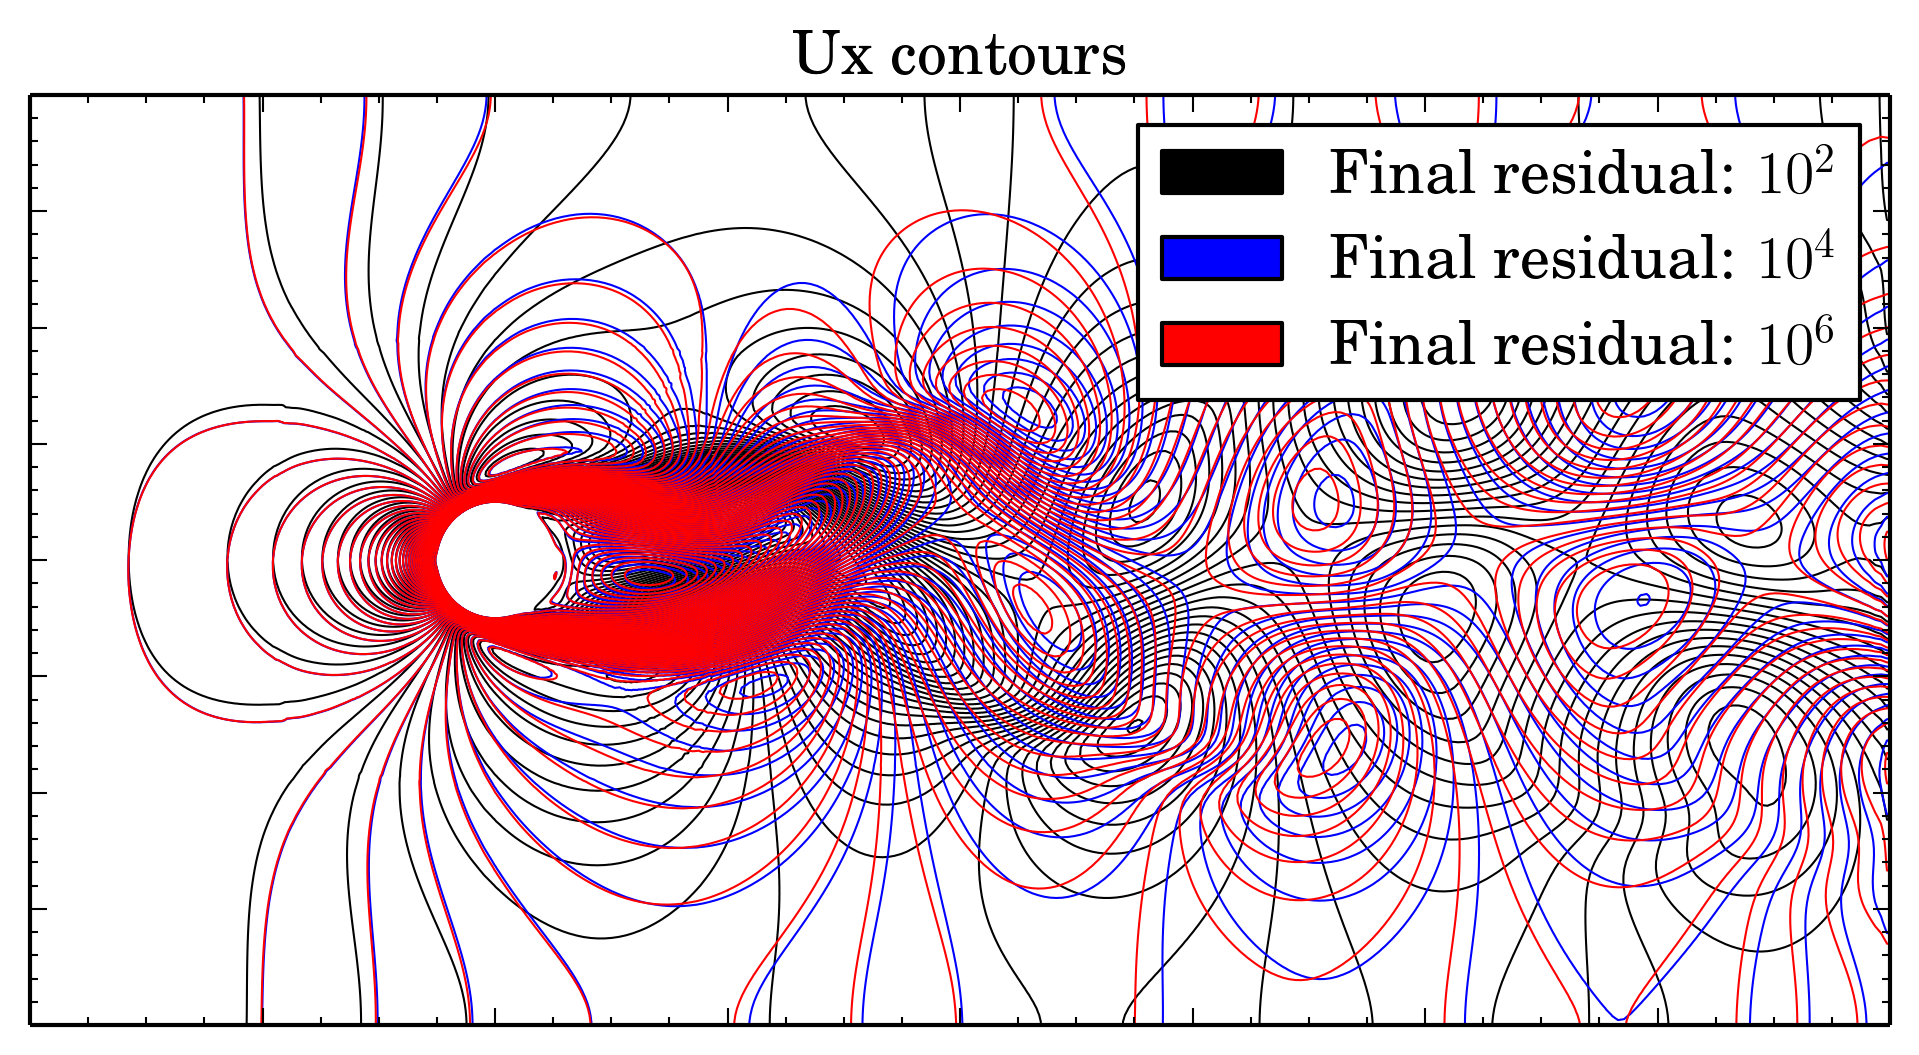 Ux contours
Final residual: 10²
Final residual: 10⁴
Final residual: 10⁶